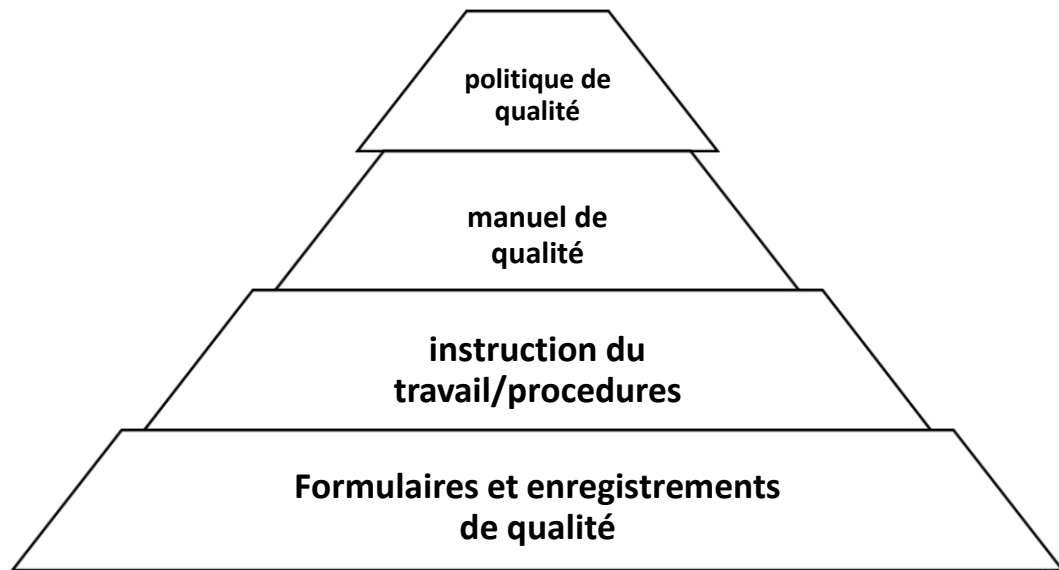 politique de
qualité
manuel de
qualité
instruction du
travail/procedures
Formulaires et enregistrements
de qualité